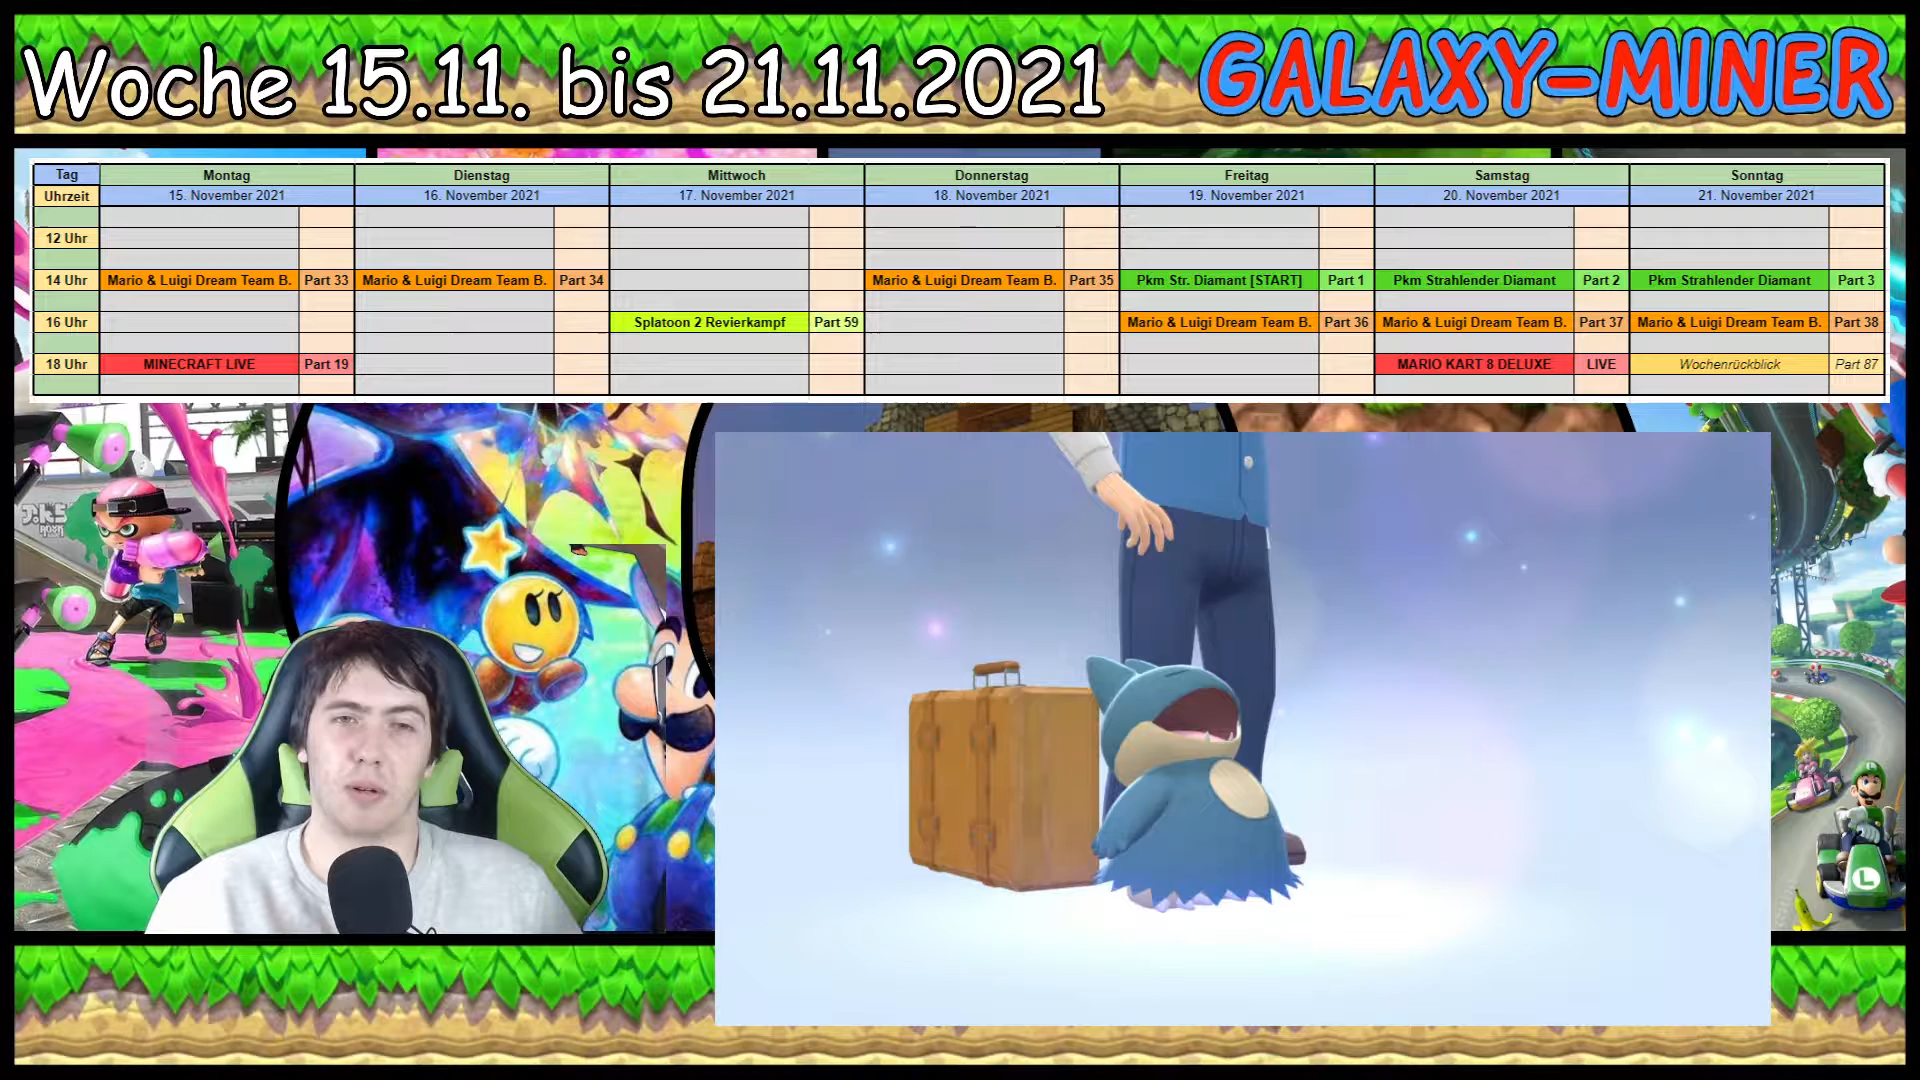 Woche 15.11. bis 21.11.2021 GALAXY-MINER
Tag Montag Dienstag Mittwoch Donnerstag Freitag Samstag Sonntag
Uhrzeit 15. November 2021 16. November 2021 17. November 2021 18. November 2021 19. November 2021 20. November 2021 21. November 2021
12 Uhr
14 Uhr Mario & Luigi Dream Team B. Part 33 Mario & Luigi Dream Team B. Part 34 Mario & Luigi Dream Team B. Part 35 Pkm Str. Diamant [START] Part 1 Pkm Strahlender Diamant Part 2 Pkm Strahlender Diamant Part 3
16 Uhr Splatoon 2 Revierkampf Part 59 Mario & Luigi Dream Team B. Part 36 Mario & Luigi Dream Team B. Part 37 Mario & Luigi Dream Team B. Part 38
18 Uhr MINECRAFT LIVE Part 19 MARIO KART 8 DELUXE LIVE Wochenrückblick Part 87
L
L